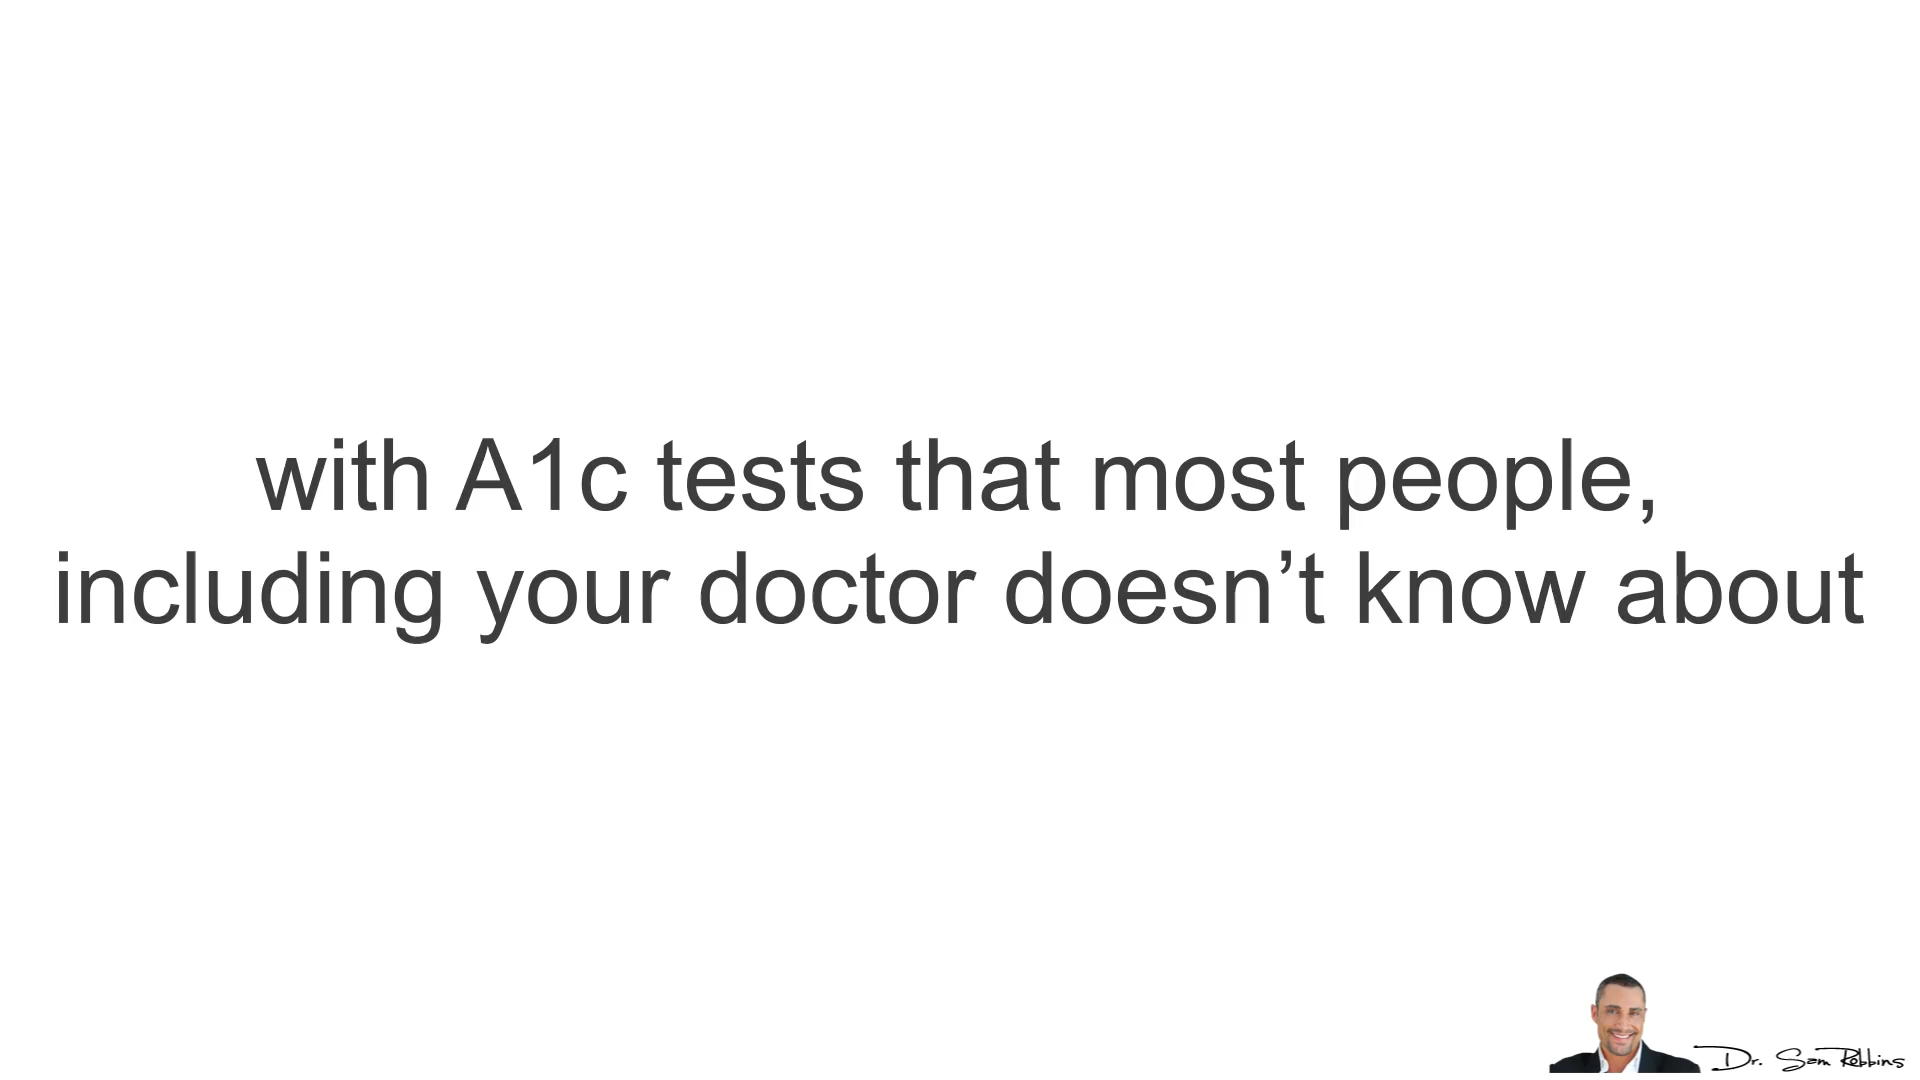 with A1c tests that most people,
including your doctor doesn’t know about
Dr. Sam Robbins